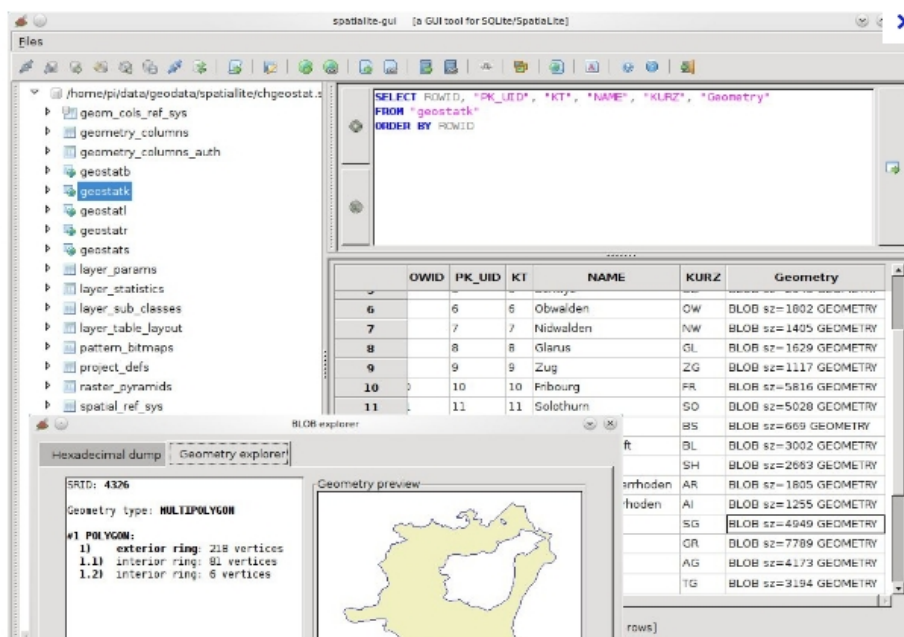 spatialite-gui [a GUI tool for SQLite/SpatiaLite]
Files
/home/pi/data/geodata/spatiallite/chgeostat.s
geom_cols_ref_sys
geometry_columns
geometry_columns_auth
geostatb
geostatk
geostatl
geostatr
geostats
layer_params
layer_statistics
layer_sub_classes
layer_table_layout
pattern_bitmaps
project_defs
raster_pyramids
spatial_ref_sys
SELECT ROWID, "PK_UID", "KT", "NAME", "KURZ", "Geometry"
FROM "geostatk"
ORDER BY ROWID
OWID PK_UID KT NAME KURZ Geometry
6 6 6 Obwalden OW BLOB sz=1802 GEOMETRY
7 7 7 Nidwalden NW BLOB sz=1405 GEOMETRY
8 8 8 Glarus GL BLOB sz=1629 GEOMETRY
9 9 9 Zug ZG BLOB sz=1117 GEOMETRY
10 10 10 Fribourg FR BLOB sz=5816 GEOMETRY
11 11 11 Solothurn SO BLOB sz=5028 GEOMETRY
BS BLOB sz=669 GEOMETRY
ft BL BLOB sz=3002 GEOMETRY
SH BLOB sz=2663 GEOMETRY
errhoden AR BLOB sz=1805 GEOMETRY
rhoden AI BLOB sz=1255 GEOMETRY
SG BLOB sz=4949 GEOMETRY
GR BLOB sz=7789 GEOMETRY
AG BLOB sz=4173 GEOMETRY
TG BLOB sz=3194 GEOMETRY
rows]
BLOB explorer
Hexadecimal dump Geometry explorer
SRID: 4326
Geometry type: MULTIPOLYGON
#1 POLYGON:
1) exterior ring: 218 vertices
1.1) interior ring: 81 vertices
1.2) interior ring: 6 vertices
Geometry preview